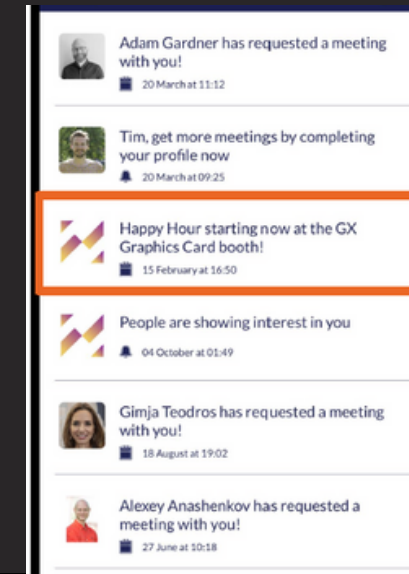 Adam Gardner has requested a meeting
with you!
20 March at 11:12
Tim, get more meetings by completing
your profile now
20 March at 09:25
Happy Hour starting now at the GX
Graphics Card booth!
15 February at 16:50
People are showing interest in you
04 October at 01:49
Gimja Teodros has requested a meeting
with you!
18 August at 19:02
Alexey Anashenkov has requested a
meeting with you!
27 June at 10:18